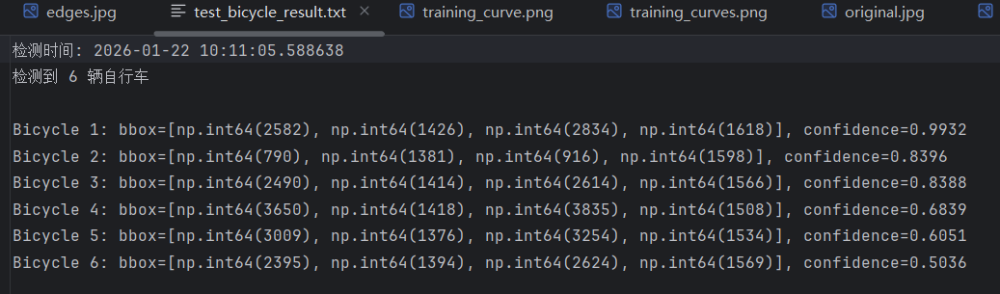 edges.jpg test_bicycle_result.txt training_curve.png training_curves.png original.jpg
检测时间: 2026-01-22 10:11:05.588638
检测到 6 辆自行车
Bicycle 1: bbox=[np.int64(2582), np.int64(1426), np.int64(2834), np.int64(1618)], confidence=0.9932
Bicycle 2: bbox=[np.int64(790), np.int64(1381), np.int64(916), np.int64(1598)], confidence=0.8396
Bicycle 3: bbox=[np.int64(2490), np.int64(1414), np.int64(2614), np.int64(1566)], confidence=0.8388
Bicycle 4: bbox=[np.int64(3650), np.int64(1418), np.int64(3835), np.int64(1508)], confidence=0.6839
Bicycle 5: bbox=[np.int64(3009), np.int64(1376), np.int64(3254), np.int64(1534)], confidence=0.6051
Bicycle 6: bbox=[np.int64(2395), np.int64(1394), np.int64(2624), np.int64(1569)], confidence=0.5036